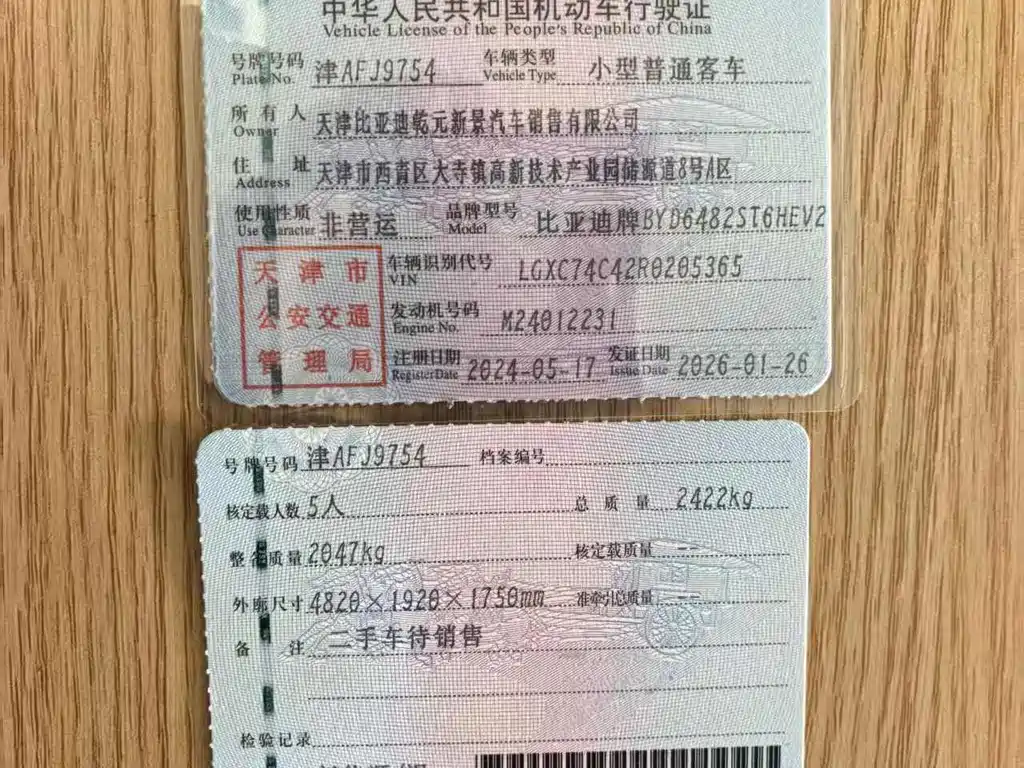 中华人民共和国机动车行驶证
Vehicle License of the People's Republic of China
号牌号码 津AFJ9754 车辆类型 小型普通客车
Plate No. Vehicle Type
所有人 天津比亚迪乾元新景汽车销售有限公司
Owner
住址 天津市西青区大寺镇高新技术产业园储源道8号A区
Address
使用性质 非营运 品牌型号 比亚迪牌BYD6482ST6HEV2
Use Character Model
天津市
公安交通
管理局
车辆识别代号 LGXC74C42R0205365
VIN
发动机号码 M24012231
Engine No.
注册日期 2024-05-17 发证日期 2026-01-26
Register Date Issue Date
号牌号码 津AFJ9754 档案编号
核定载人数 5人 总质量 2422kg
整备质量 2047kg 核定载质量 --
外廓尺寸 4820×1920×1750mm 准牵引总质量 --
备注 二手车待销售
检验记录